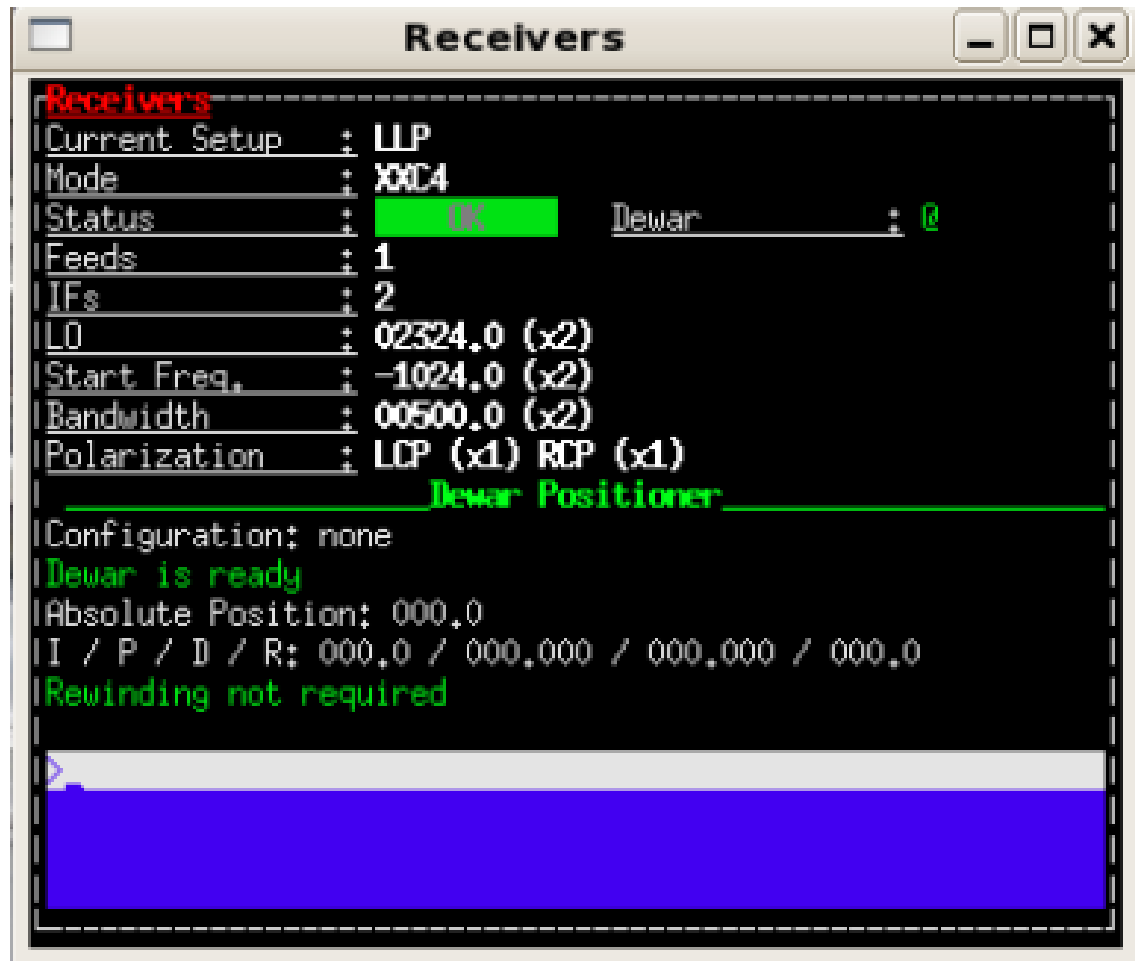 Receivers
Receivers
Current Setup : LLP
Mode : XXC4
Status : OK Dewar : @
Feeds : 1
IFs : 2
LO : 02324.0 (x2)
Start Freq. : -1024.0 (x2)
Bandwidth : 00500.0 (x2)
Polarization : LCP (x1) RCP (x1)
Dewar Positioner
Configuration: none
Dewar is ready
Absolute Position: 000.0
I / P / D / R: 000.0 / 000.000 / 000.000 / 000.0
Rewinding not required
>_